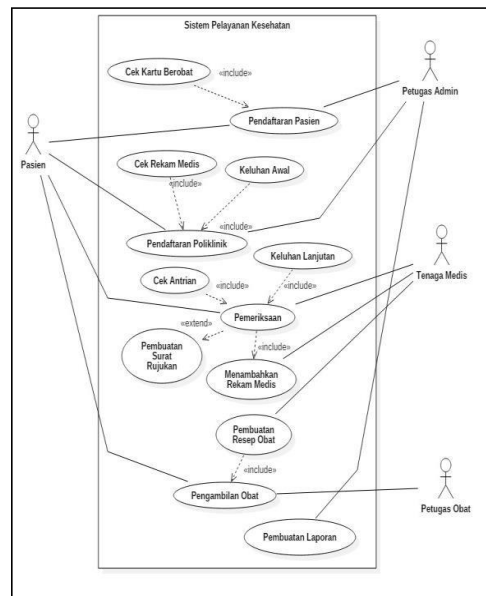 Sistem Pelayanan Kesehatan
Cek Kartu Berobat
«include»
Petugas Admin
Pendaftaran Pasien
Pasien
Cek Rekam Medis
Keluhan Awal
«include»
«include»
Pendaftaran Poliklinik
Keluhan Lanjutan
Tenaga Medis
Cek Antrian
«include»
«include»
Pemeriksaan
«extend»
Pembuatan
Surat
Rujukan
«include»
Menambahkan
Rekam Medis
Pembuatan
Resep Obat
«include»
Pengambilan Obat
Petugas Obat
Pembuatan Laporan